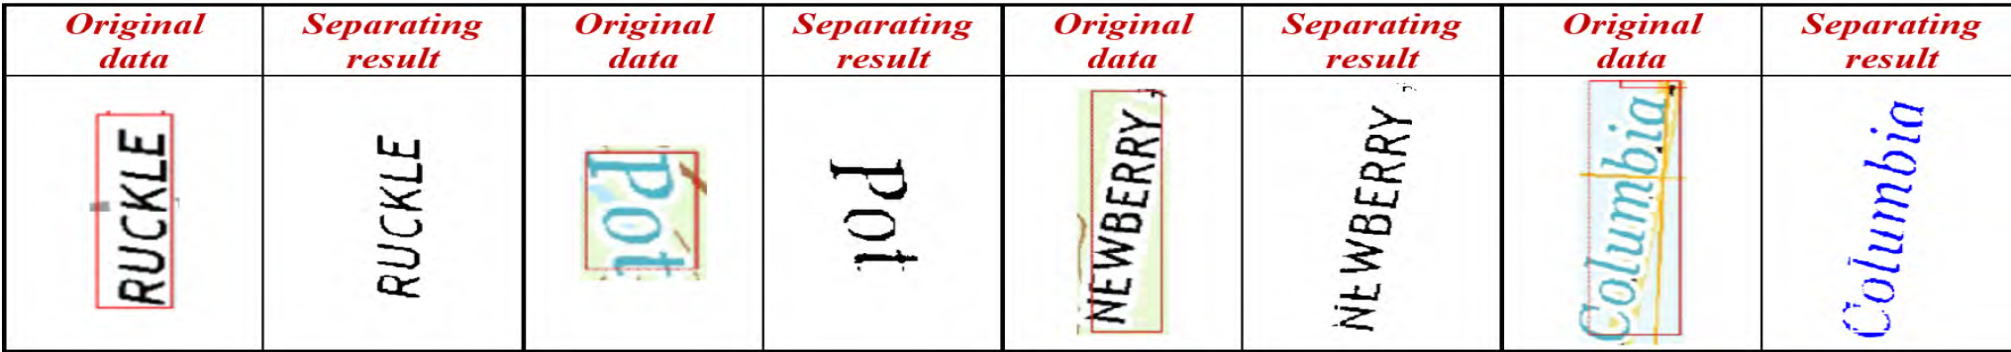 Original data
Separating result
Original data
Separating result
Original data
Separating result
Original data
Separating result
RUCKLE
RUCKLE
Pot
Pot
NEWBERRY
NEWBERRY
Columbia
Columbia